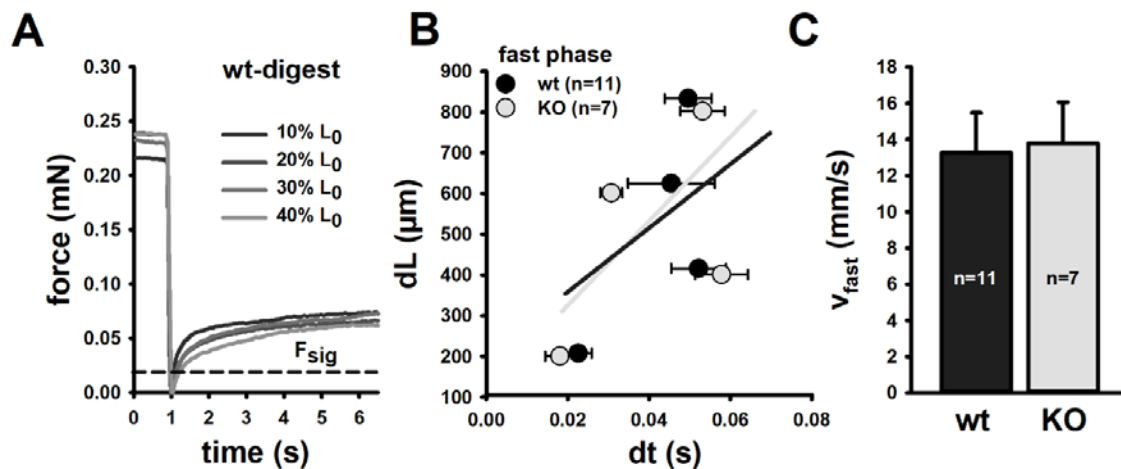 A
wt-digest
force (mN)
0.30
0.25
0.20
0.15
0.10
0.05
0.00
10% L0
20% L0
30% L0
40% L0
Fsig
0 1 2 3 4 5 6
time (s)
B
fast phase
wt (n=11)
KO (n=7)
dL (µm)
900
800
700
600
500
400
300
200
100
0.00 0.02 0.04 0.06 0.08
dt (s)
C
vfast (mm/s)
18
16
14
12
10
8
6
4
2
0
n=11 n=7
wt KO